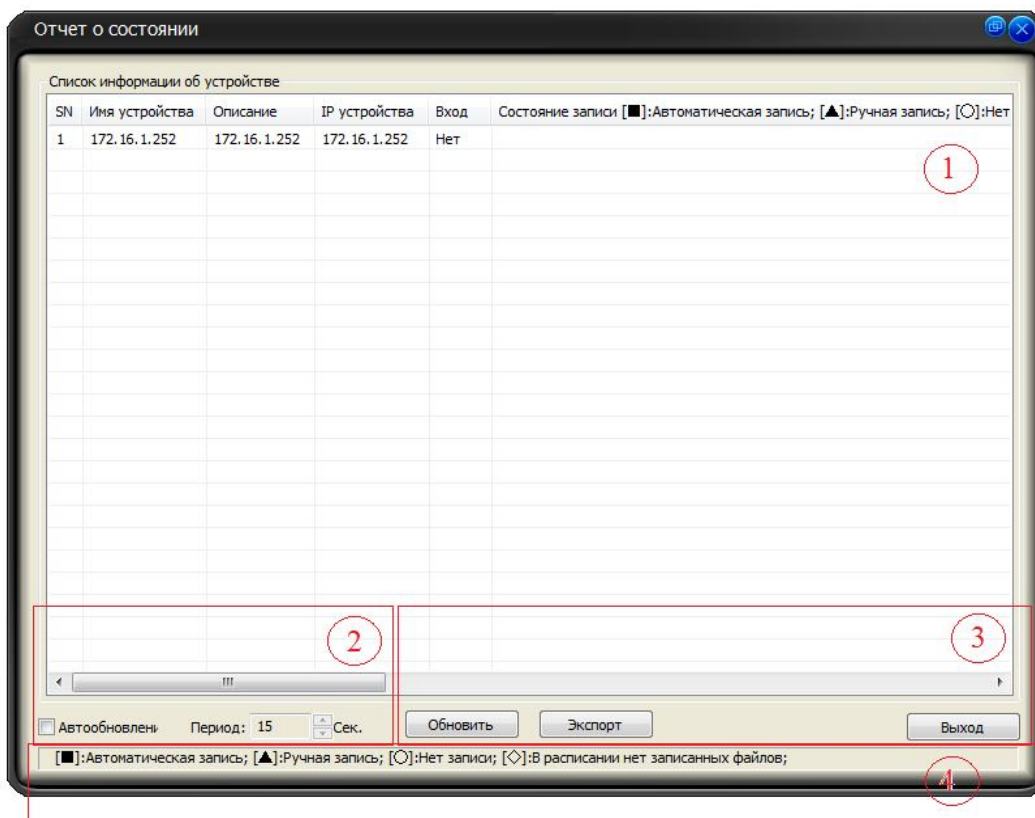 Отчет о состоянии
Список информации об устройстве
SN Имя устройства Описание IP устройства Вход Состояние записи [■]:Автоматическая запись; [▲]:Ручная запись; [○]:Нет
1 172.16.1.252 172.16.1.252 172.16.1.252 Нет
1
2
3
Автообновлени Период: 15 Сек. Обновить Экспорт Выход
[■]:Автоматическая запись; [▲]:Ручная запись; [○]:Нет записи; [◇]:В расписании нет записанных файлов;
4